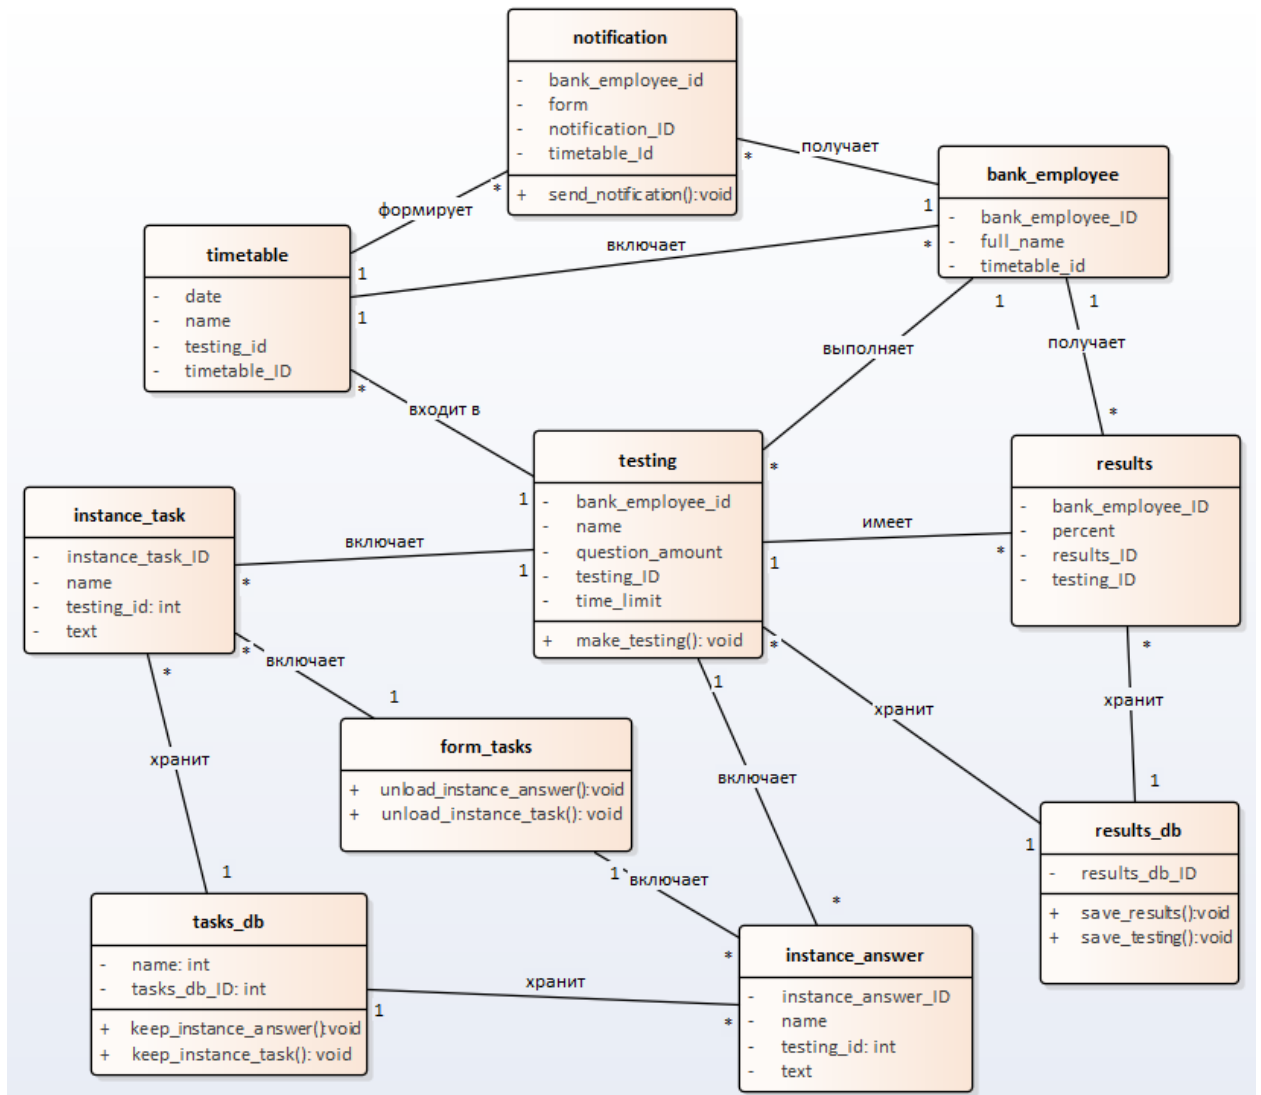 notification
- bank_employee_id
- form
- notification_ID
- timetable_Id
+ send_notification():void
получает
*
1
bank_employee
- bank_employee_ID
- full_name
- timetable_id
формирует
*
1
включает
*
1
timetable
- date
- name
- testing_id
- timetable_ID
выполняет
1
*
получает
1
*
входит в
*
1
testing
- bank_employee_id
- name
- question_amount
- testing_ID
- time_limit
+ make_testing(): void
results
- bank_employee_ID
- percent
- results_ID
- testing_ID
имеет
1
*
instance_task
- instance_task_ID
- name
- testing_id: int
- text
включает
*
1
включает
*
1
form_tasks
+ unload_instance_answer():void
+ unload_instance_task(): void
хранит
*
1
хранит
*
1
хранит
*
1
включает
1
*
включает
1
*
results_db
- results_db_ID
+ save_results():void
+ save_testing():void
tasks_db
- name: int
- tasks_db_ID: int
+ keep_instance_answer():void
+ keep_instance_task(): void
хранит
1
*
instance_answer
- instance_answer_ID
- name
- testing_id: int
- text